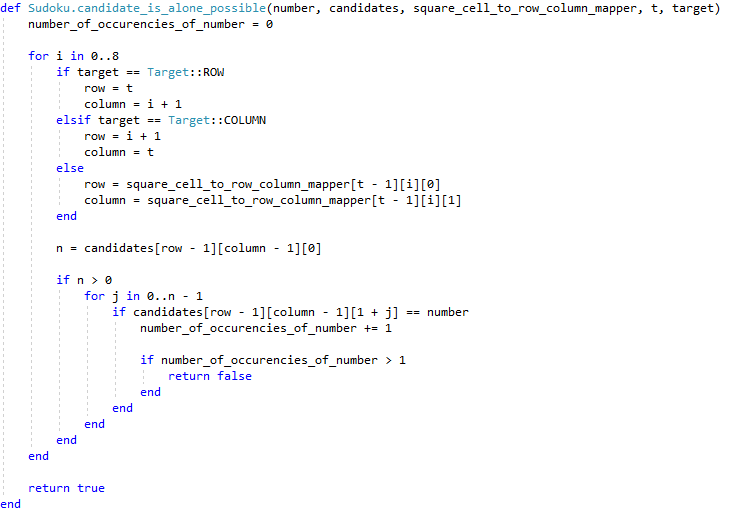 def Sudoku.candidate_is_alone_possible(number, candidates, square_cell_to_row_column_mapper, t, target)
    number_of_occurencies_of_number = 0

    for i in 0..8
        if target == Target::ROW
            row = t
            column = i + 1
        elsif target == Target::COLUMN
            row = i + 1
            column = t
        else
            row = square_cell_to_row_column_mapper[t - 1][i][0]
            column = square_cell_to_row_column_mapper[t - 1][i][1]
        end

        n = candidates[row - 1][column - 1][0]

        if n > 0
            for j in 0..n - 1
                if candidates[row - 1][column - 1][1 + j] == number
                    number_of_occurencies_of_number += 1

                    if number_of_occurencies_of_number > 1
                        return false
                    end
                end
            end
        end
    end

    return true
end